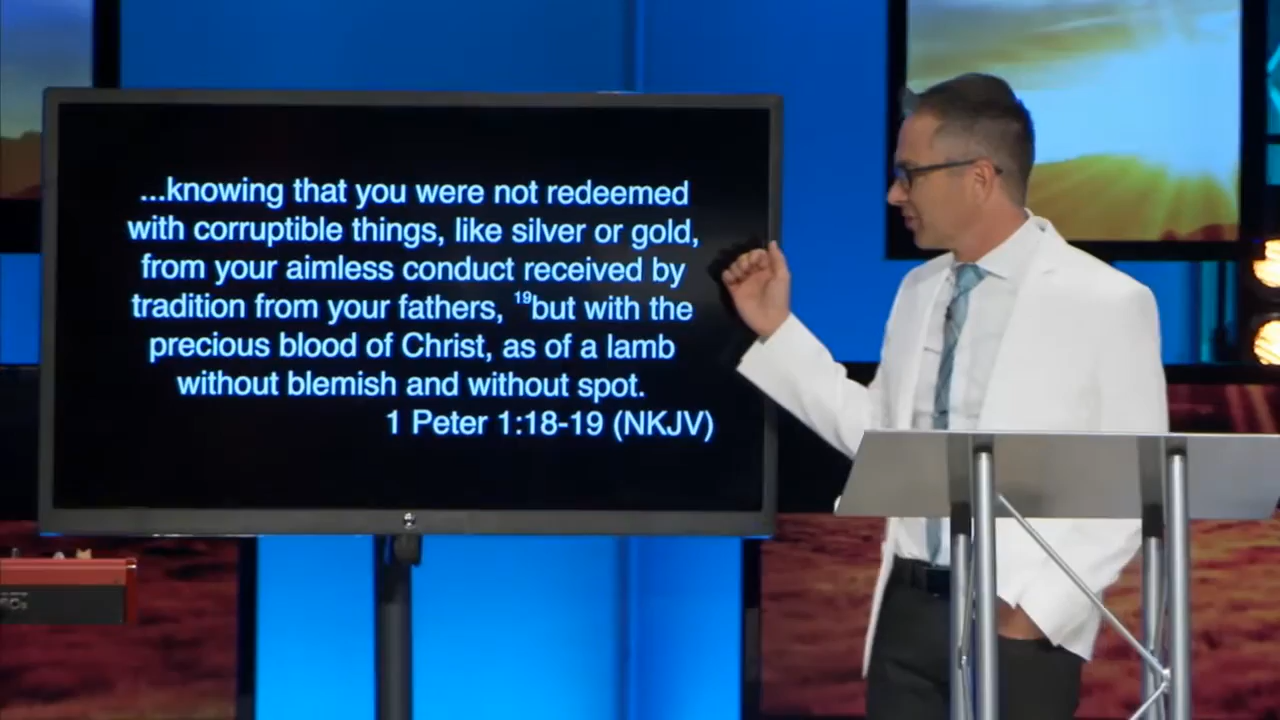 ...knowing that you were not redeemed
with corruptible things, like silver or gold,
from your aimless conduct received by
tradition from your fathers, ¹⁹but with the
precious blood of Christ, as of a lamb
without blemish and without spot.
1 Peter 1:18-19 (NKJV)